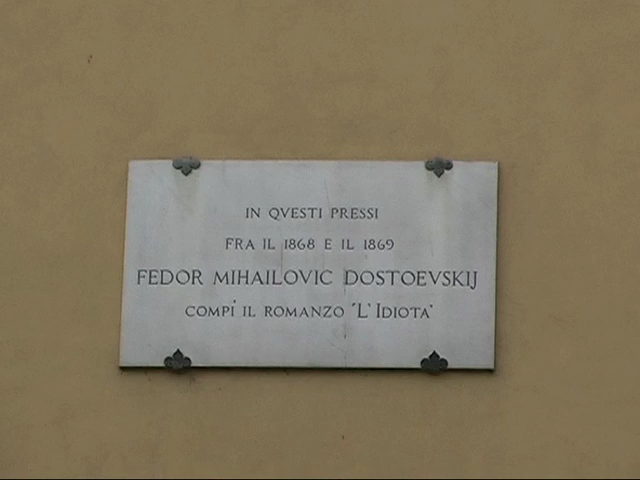 IN QVESTI PRESSI
FRA IL 1868 E IL 1869
FEDOR MIHAILOVIC DOSTOEVSKIJ
COMPI' IL ROMANZO 'L'IDIOTA'